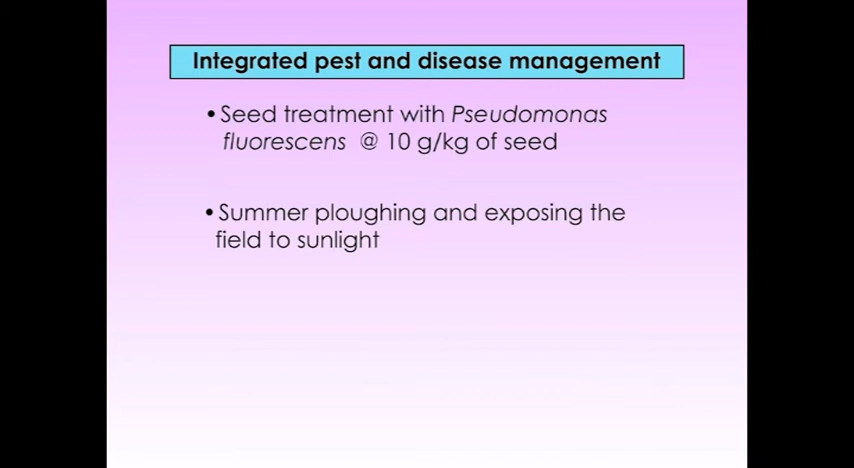 Integrated pest and disease management
•Seed treatment with Pseudomonas
fluorescens @ 10 g/kg of seed
•Summer ploughing and exposing the
field to sunlight